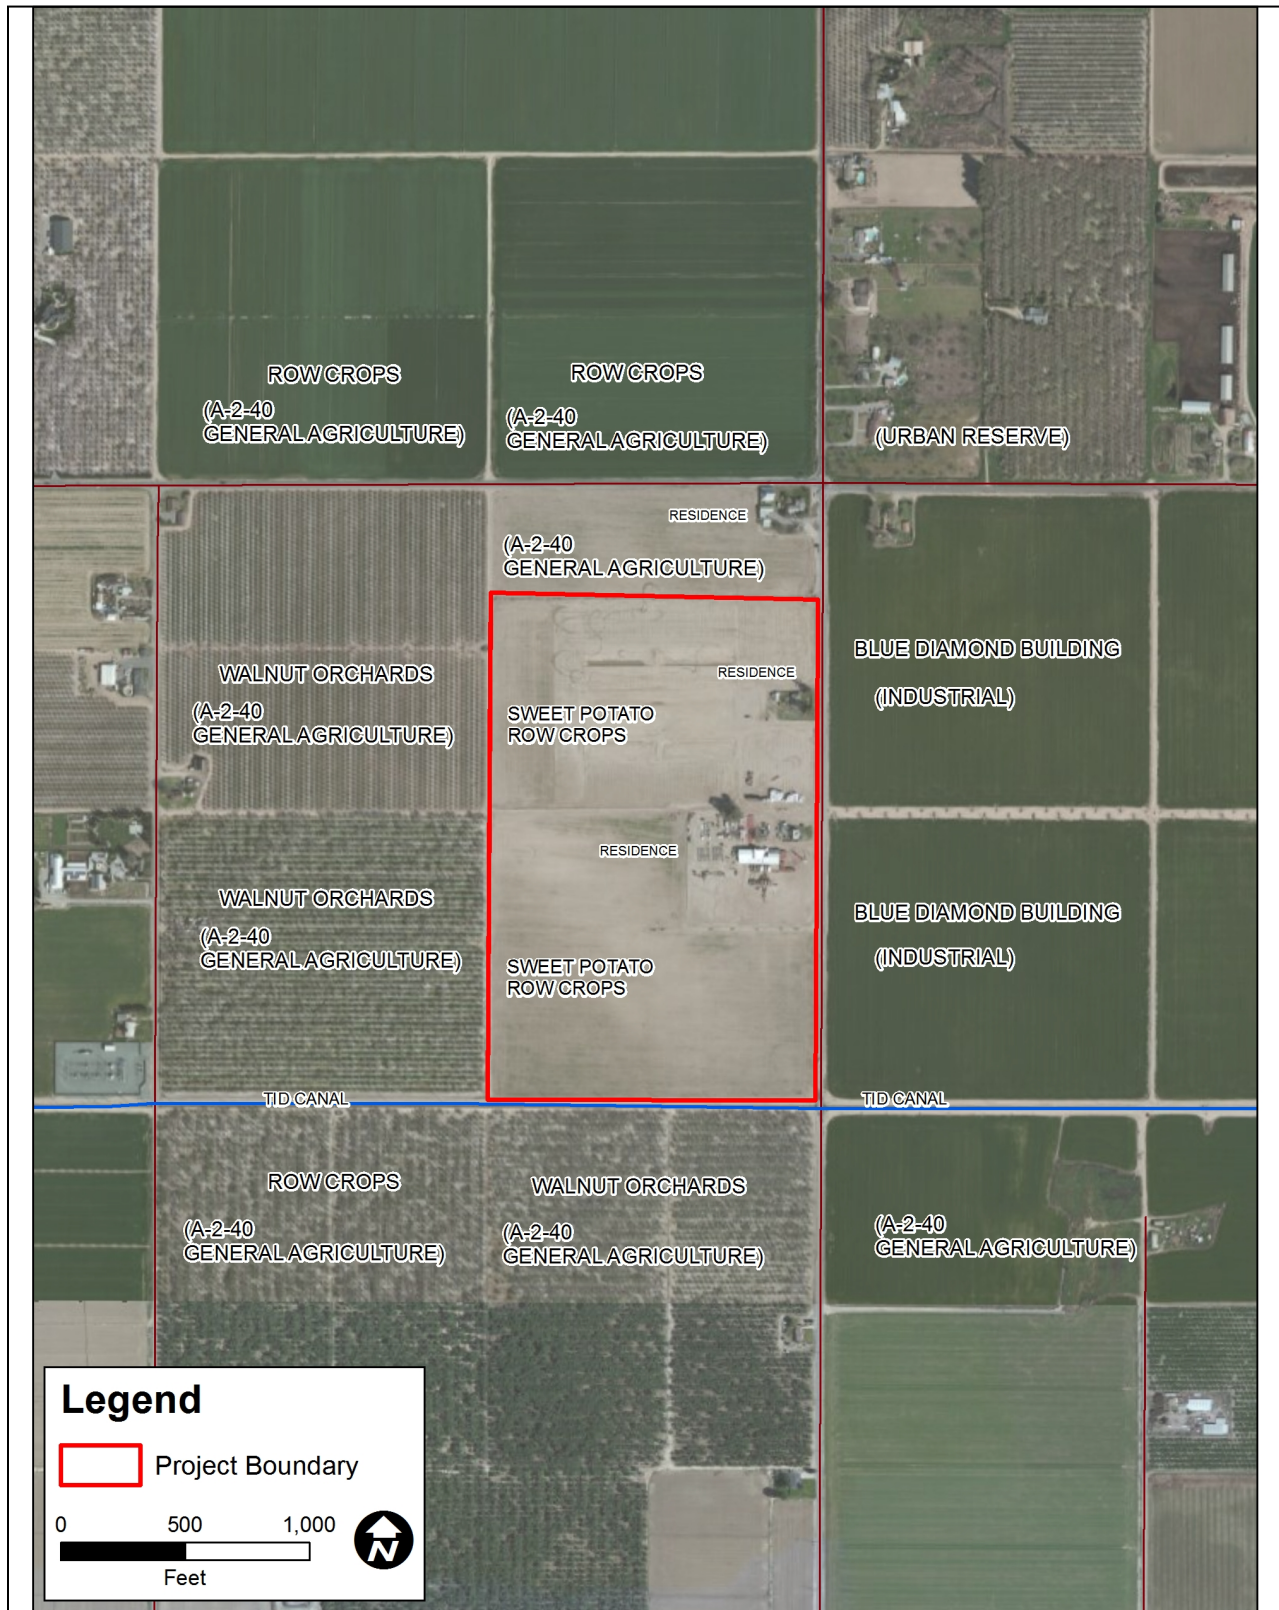 ROW CROPS
(A-2-40
GENERAL AGRICULTURE)
ROW CROPS
(A-2-40
GENERAL AGRICULTURE)
(URBAN RESERVE)
RESIDENCE
(A-2-40
GENERAL AGRICULTURE)
WALNUT ORCHARDS
(A-2-40
GENERAL AGRICULTURE)
RESIDENCE
SWEET POTATO
ROW CROPS
BLUE DIAMOND BUILDING
(INDUSTRIAL)
RESIDENCE
WALNUT ORCHARDS
(A-2-40
GENERAL AGRICULTURE)
SWEET POTATO
ROW CROPS
BLUE DIAMOND BUILDING
(INDUSTRIAL)
TID CANAL
TID CANAL
ROW CROPS
(A-2-40
GENERAL AGRICULTURE)
WALNUT ORCHARDS
(A-2-40
GENERAL AGRICULTURE)
(A-2-40
GENERAL AGRICULTURE)
Legend
Project Boundary
0 500 1,000
Feet
N